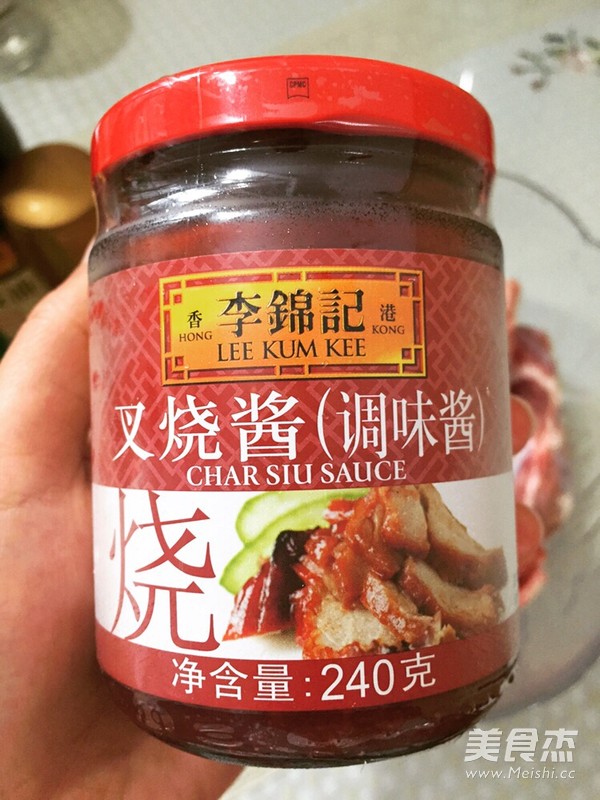 CPMC
香 李錦記 港
HONG LEE KUM KEE KONG
叉烧酱(调味酱)
CHAR SIU SAUCE
烧
净含量:240克
美食杰
www.Meishi.cc